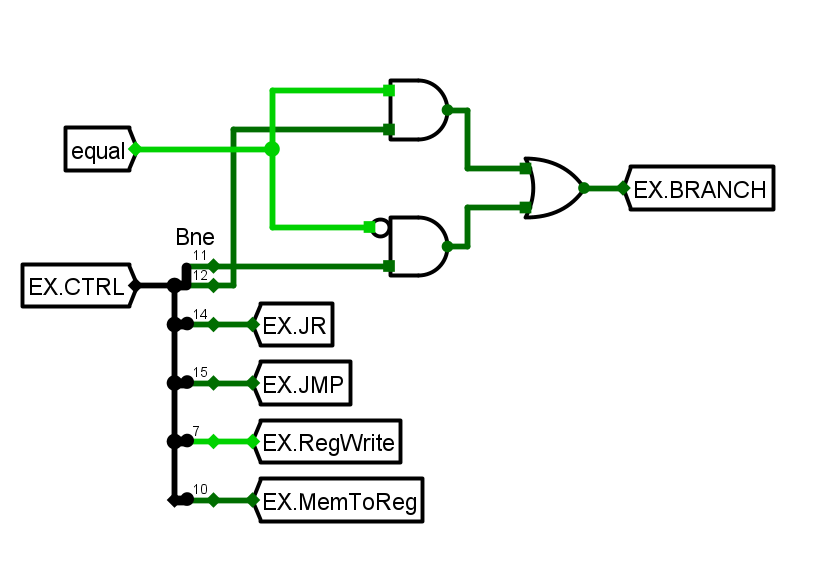 equal
EX.BRANCH
Bne
11
12
EX.CTRL
14
EX.JR
15
EX.JMP
7
EX.RegWrite
10
EX.MemToReg